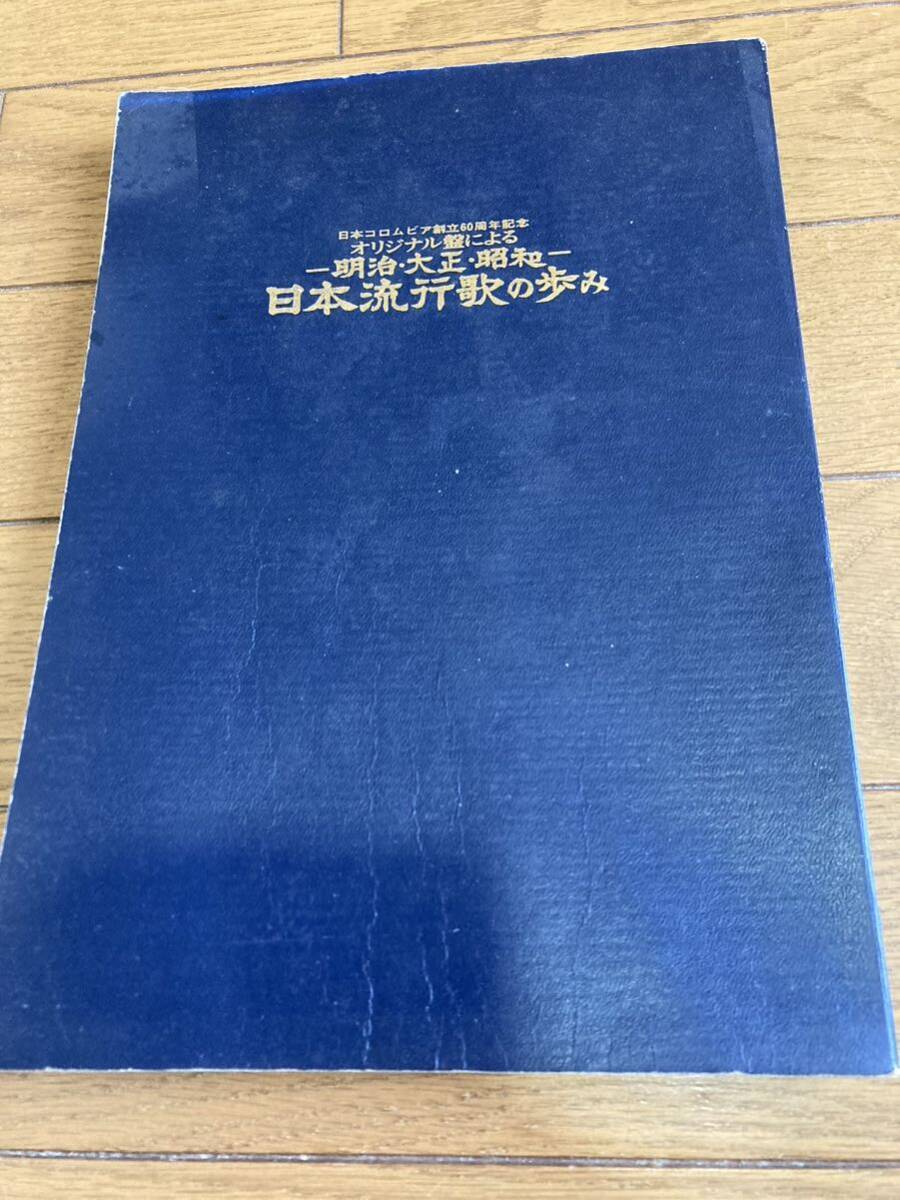 日本コロムビア創立60周年記念
オリジナル盤による
―明治・大正・昭和―
日本流行歌の歩み